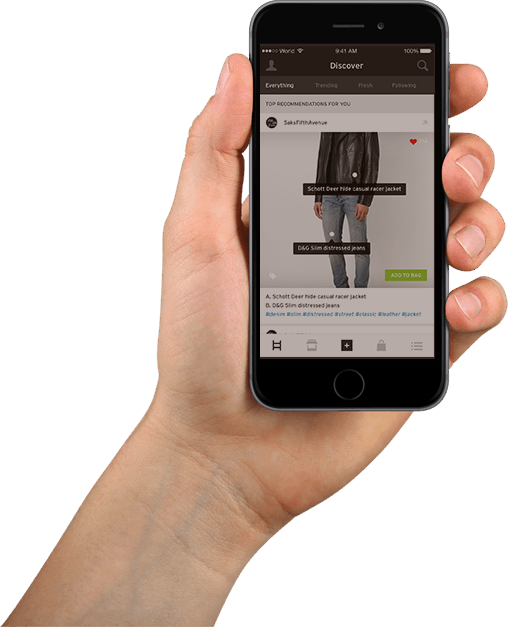 World 9:41 AM 100%
Discover
Everything Trending Fresh Following
TOP RECOMMENDATIONS FOR YOU
SaksFifthAvenue
Schott Deer hide casual racer jacket
D&G Slim distressed jeans
ADD TO BAG
A. Schott Deer hide casual racer jacket
B. D&G Slim distressed jeans
#denim #slim #distressed #street #classic #leather #jacket